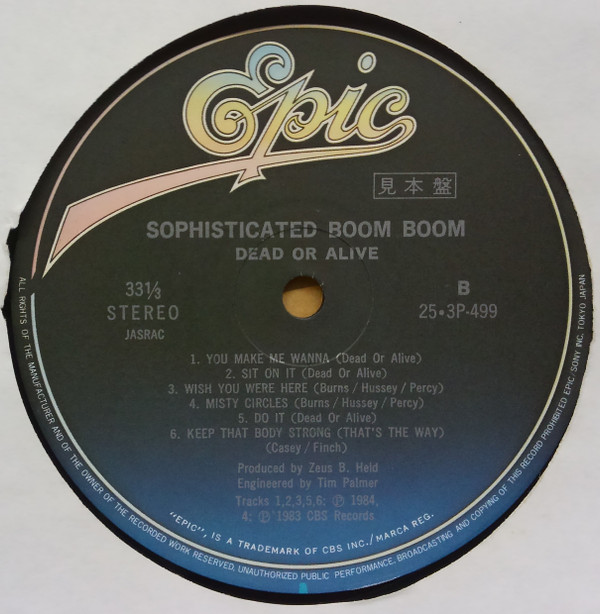 Epic
見本盤
SOPHISTICATED BOOM BOOM
DEAD OR ALIVE
33⅓
STEREO
JASRAC
B
25•3P-499
1. YOU MAKE ME WANNA (Dead Or Alive)
2. SIT ON IT (Dead Or Alive)
3. WISH YOU WERE HERE (Burns/Hussey/Percy)
4. MISTY CIRCLES (Burns/Hussey/Percy)
5. DO IT (Dead Or Alive)
6. KEEP THAT BODY STRONG (THAT'S THE WAY)
(Casey/Finch)
Produced by Zeus B. Held
Engineered by Tim Palmer
Tracks 1,2,3,5,6; Ⓟ 1984,
4; Ⓟ 1983 CBS Records
"EPIC", IS A TRADEMARK OF CBS INC./MARCA REG.
ALL RIGHTS OF THE MANUFACTURER AND OF THE OWNER OF THE RECORDED WORK RESERVED, UNAUTHORIZED PUBLIC PERFORMANCE, BROADCASTING AND COPYING OF THIS RECORD PROHIBITED EPIC/SONY INC. TOKYO JAPAN